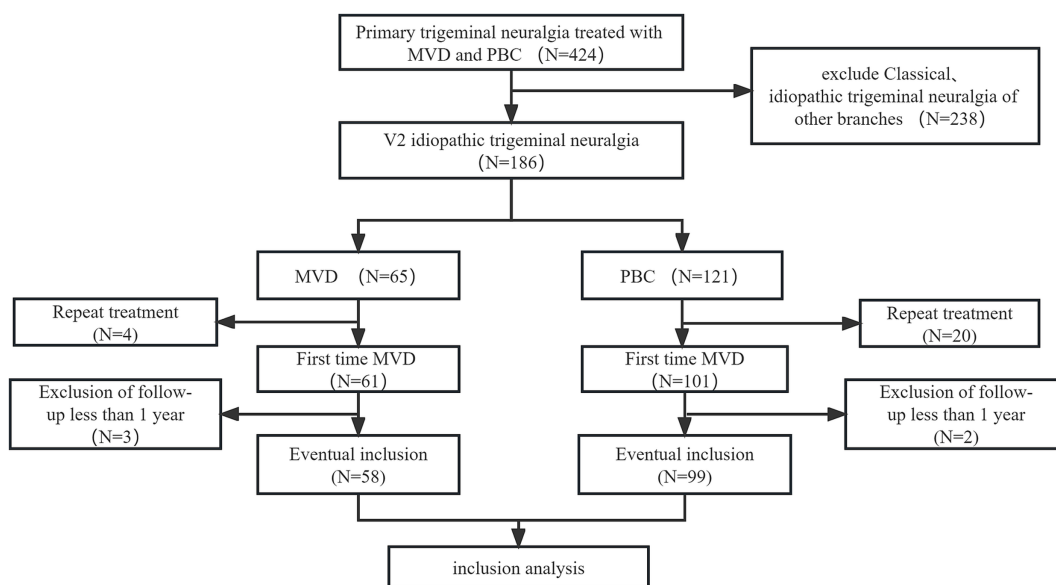 Primary trigeminal neuralgia treated with
MVD and PBC （N=424）
exclude Classical、
idiopathic trigeminal neuralgia of
other branches （N=238）
V2 idiopathic trigeminal neuralgia
（N=186）
MVD （N=65）
PBC （N=121）
Repeat treatment
(N=4)
Repeat treatment
(N=20)
First time MVD
（N=61）
First time MVD
（N=101）
Exclusion of follow-
up less than 1 year
（N=3）
Exclusion of follow-
up less than 1 year
（N=2）
Eventual inclusion
(N=58)
Eventual inclusion
(N=99)
inclusion analysis